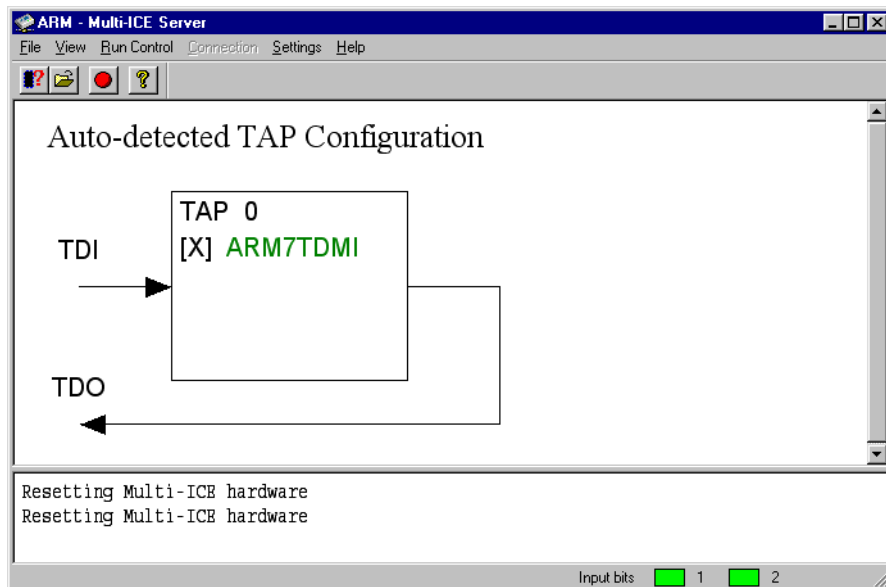 ARM - Multi-ICE Server
File View Run Control Connection Settings Help
Auto-detected TAP Configuration
TAP 0
TDI [X] ARM7TDMI
TDO
Resetting Multi-ICE hardware
Resetting Multi-ICE hardware
Input bits 1 2